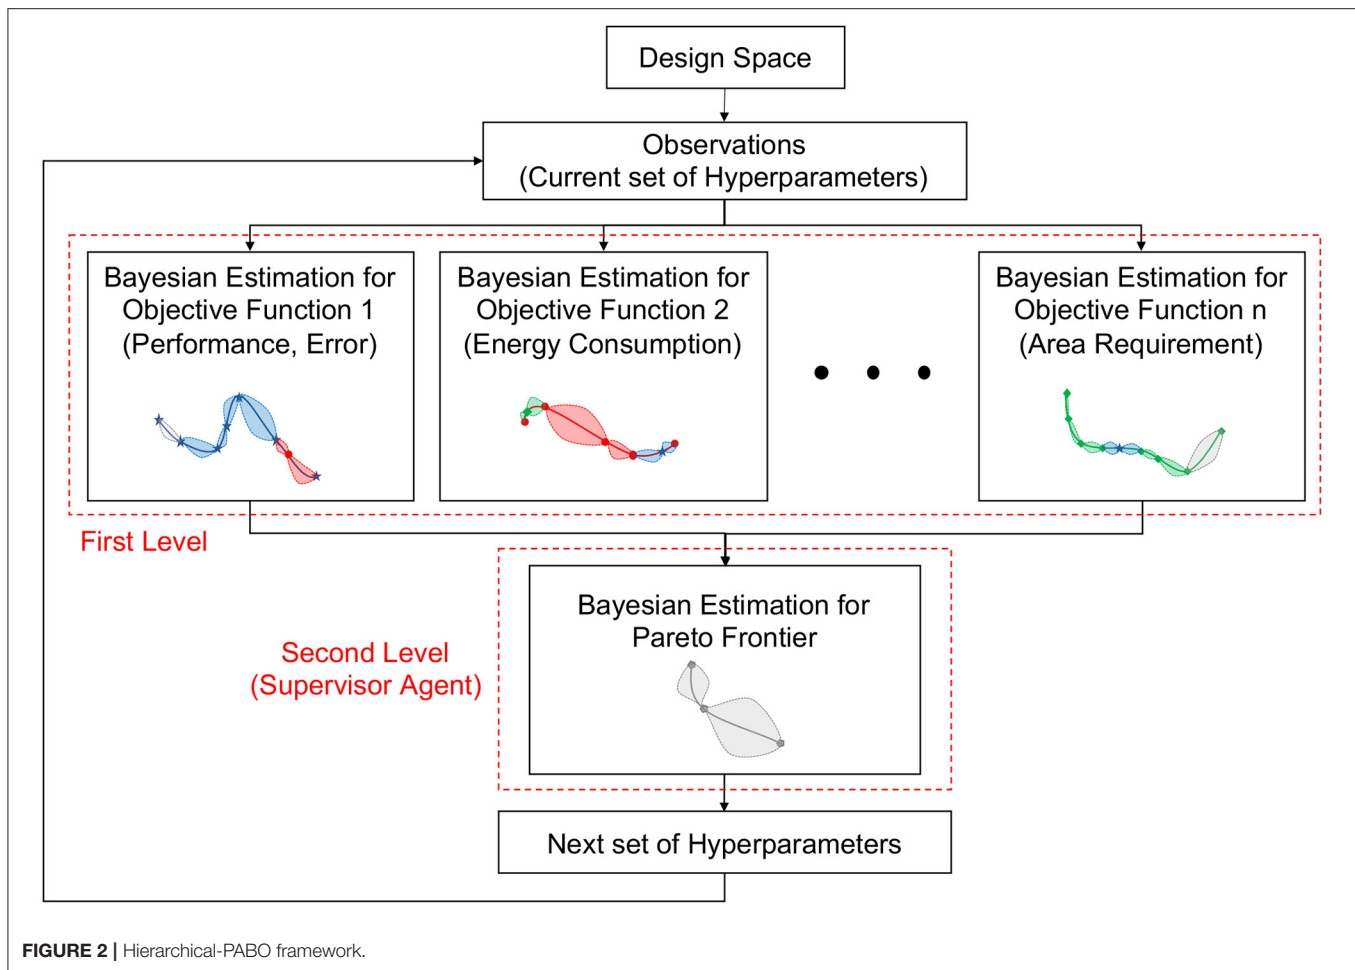 Design Space
Observations
(Current set of Hyperparameters)
Bayesian Estimation for
Objective Function 1
(Performance, Error)
Bayesian Estimation for
Objective Function 2
(Energy Consumption)
Bayesian Estimation for
Objective Function n
(Area Requirement)
First Level
Second Level
(Supervisor Agent)
Bayesian Estimation for
Pareto Frontier
Next set of Hyperparameters
FIGURE 2 | Hierarchical-PABO framework.